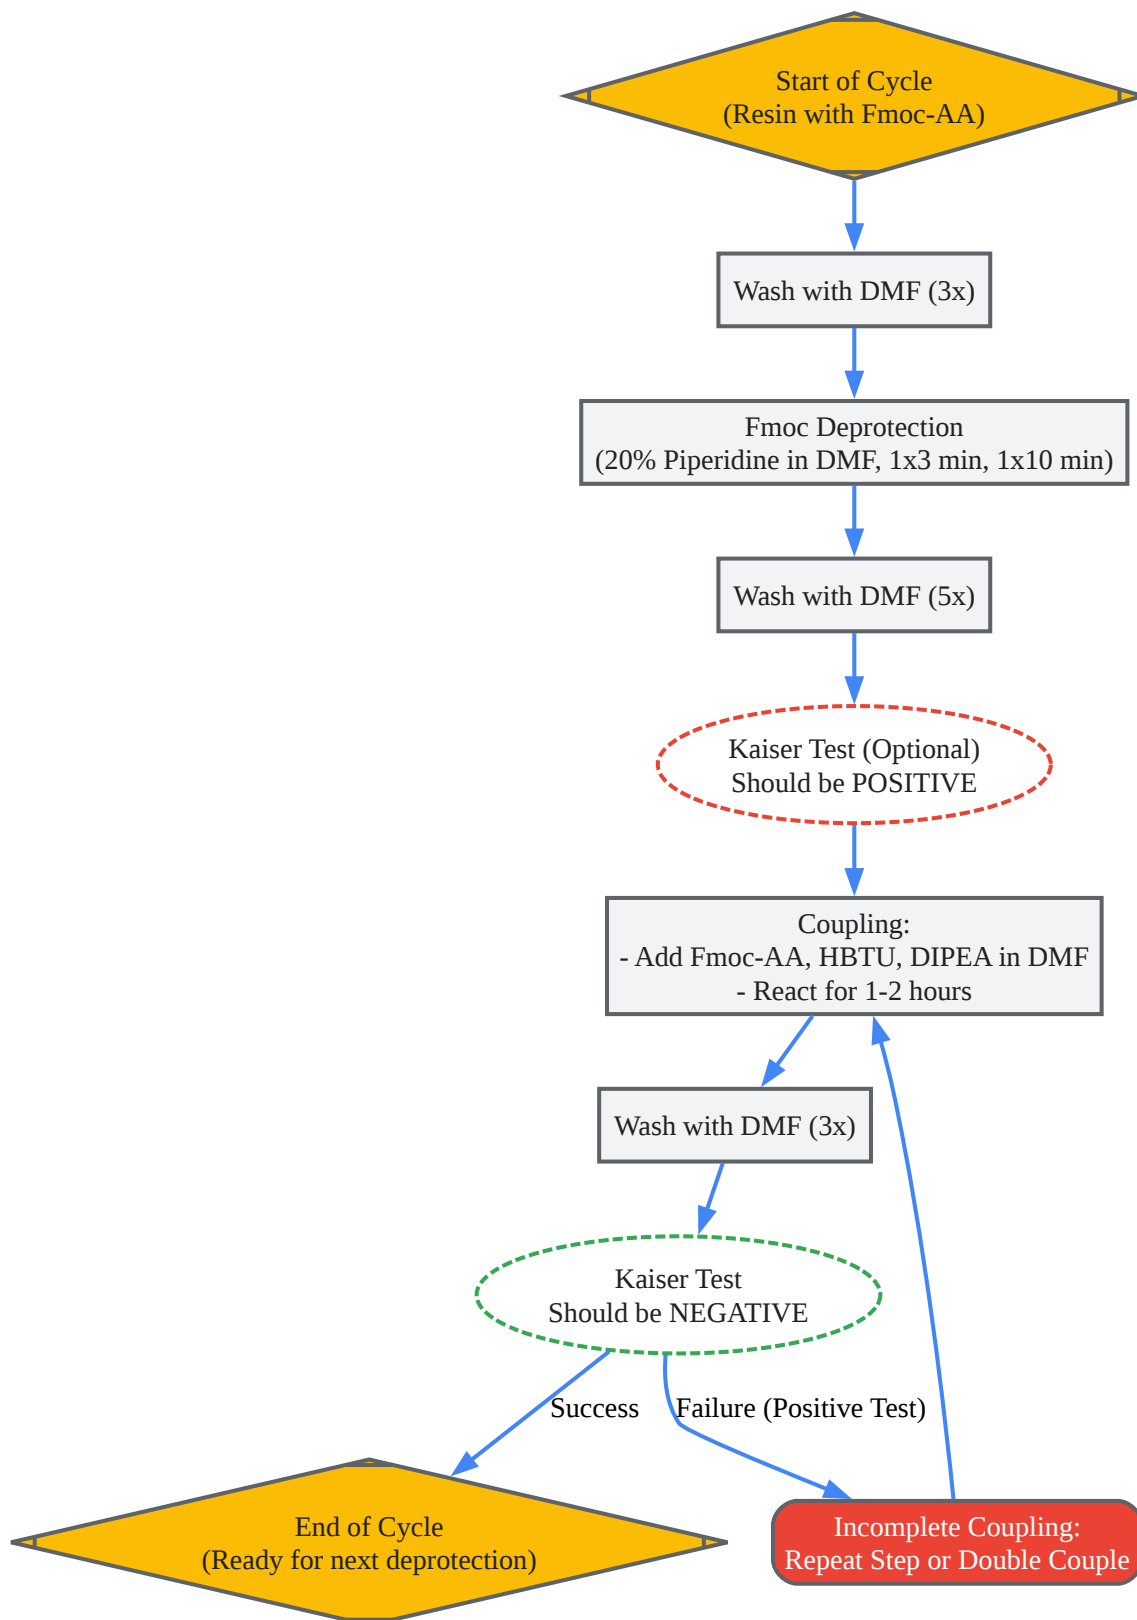 Start of Cycle
(Resin with Fmoc-AA)
Wash with DMF (3x)
Fmoc Deprotection
(20% Piperidine in DMF, 1x3 min, 1x10 min)
Wash with DMF (5x)
Kaiser Test (Optional)
Should be POSITIVE
Coupling:
- Add Fmoc-AA, HBTU, DIPEA in DMF
- React for 1-2 hours
Wash with DMF (3x)
Kaiser Test
Should be NEGATIVE
Success
Failure (Positive Test)
End of Cycle
(Ready for next deprotection)
Incomplete Coupling:
Repeat Step or Double Couple